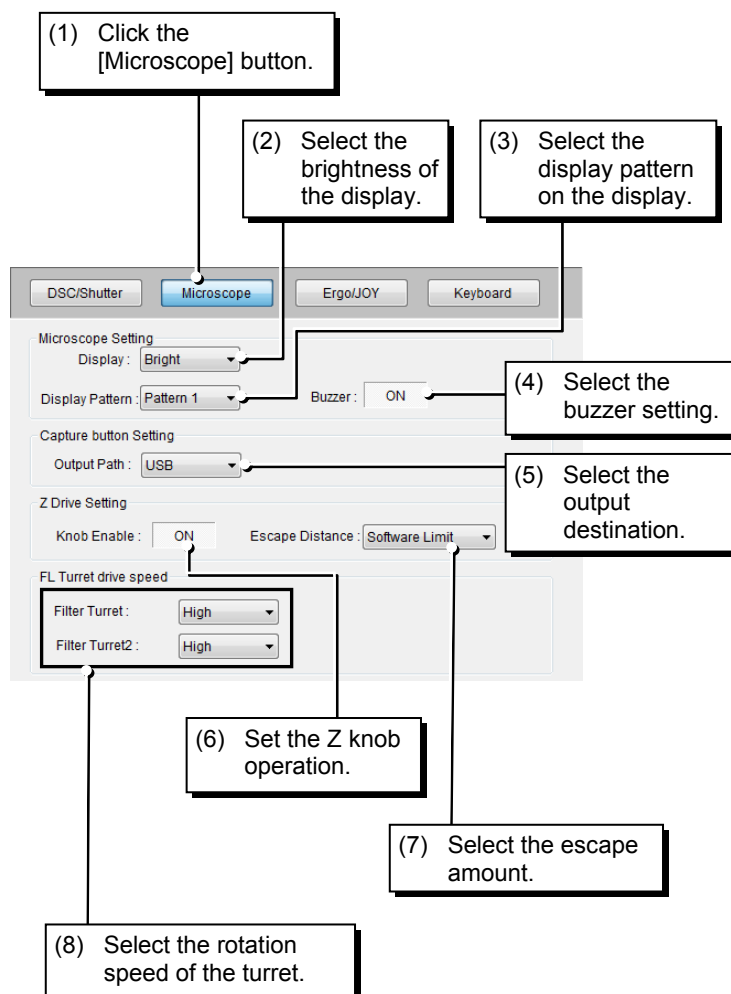 (1) Click the
[Microscope] button.
(2) Select the
brightness of
the display.
(3) Select the
display pattern
on the display.
DSC/Shutter Microscope Ergo/JOY Keyboard
Microscope Setting
Display : Bright
Display Pattern : Pattern 1 Buzzer : ON
(4) Select the
buzzer setting.
Capture button Setting
Output Path : USB
(5) Select the
output
destination.
Z Drive Setting
Knob Enable : ON Escape Distance : Software Limit
FL Turret drive speed
Filter Turret : High
Filter Turret2 : High
(6) Set the Z knob
operation.
(7) Select the escape
amount.
(8) Select the rotation
speed of the turret.